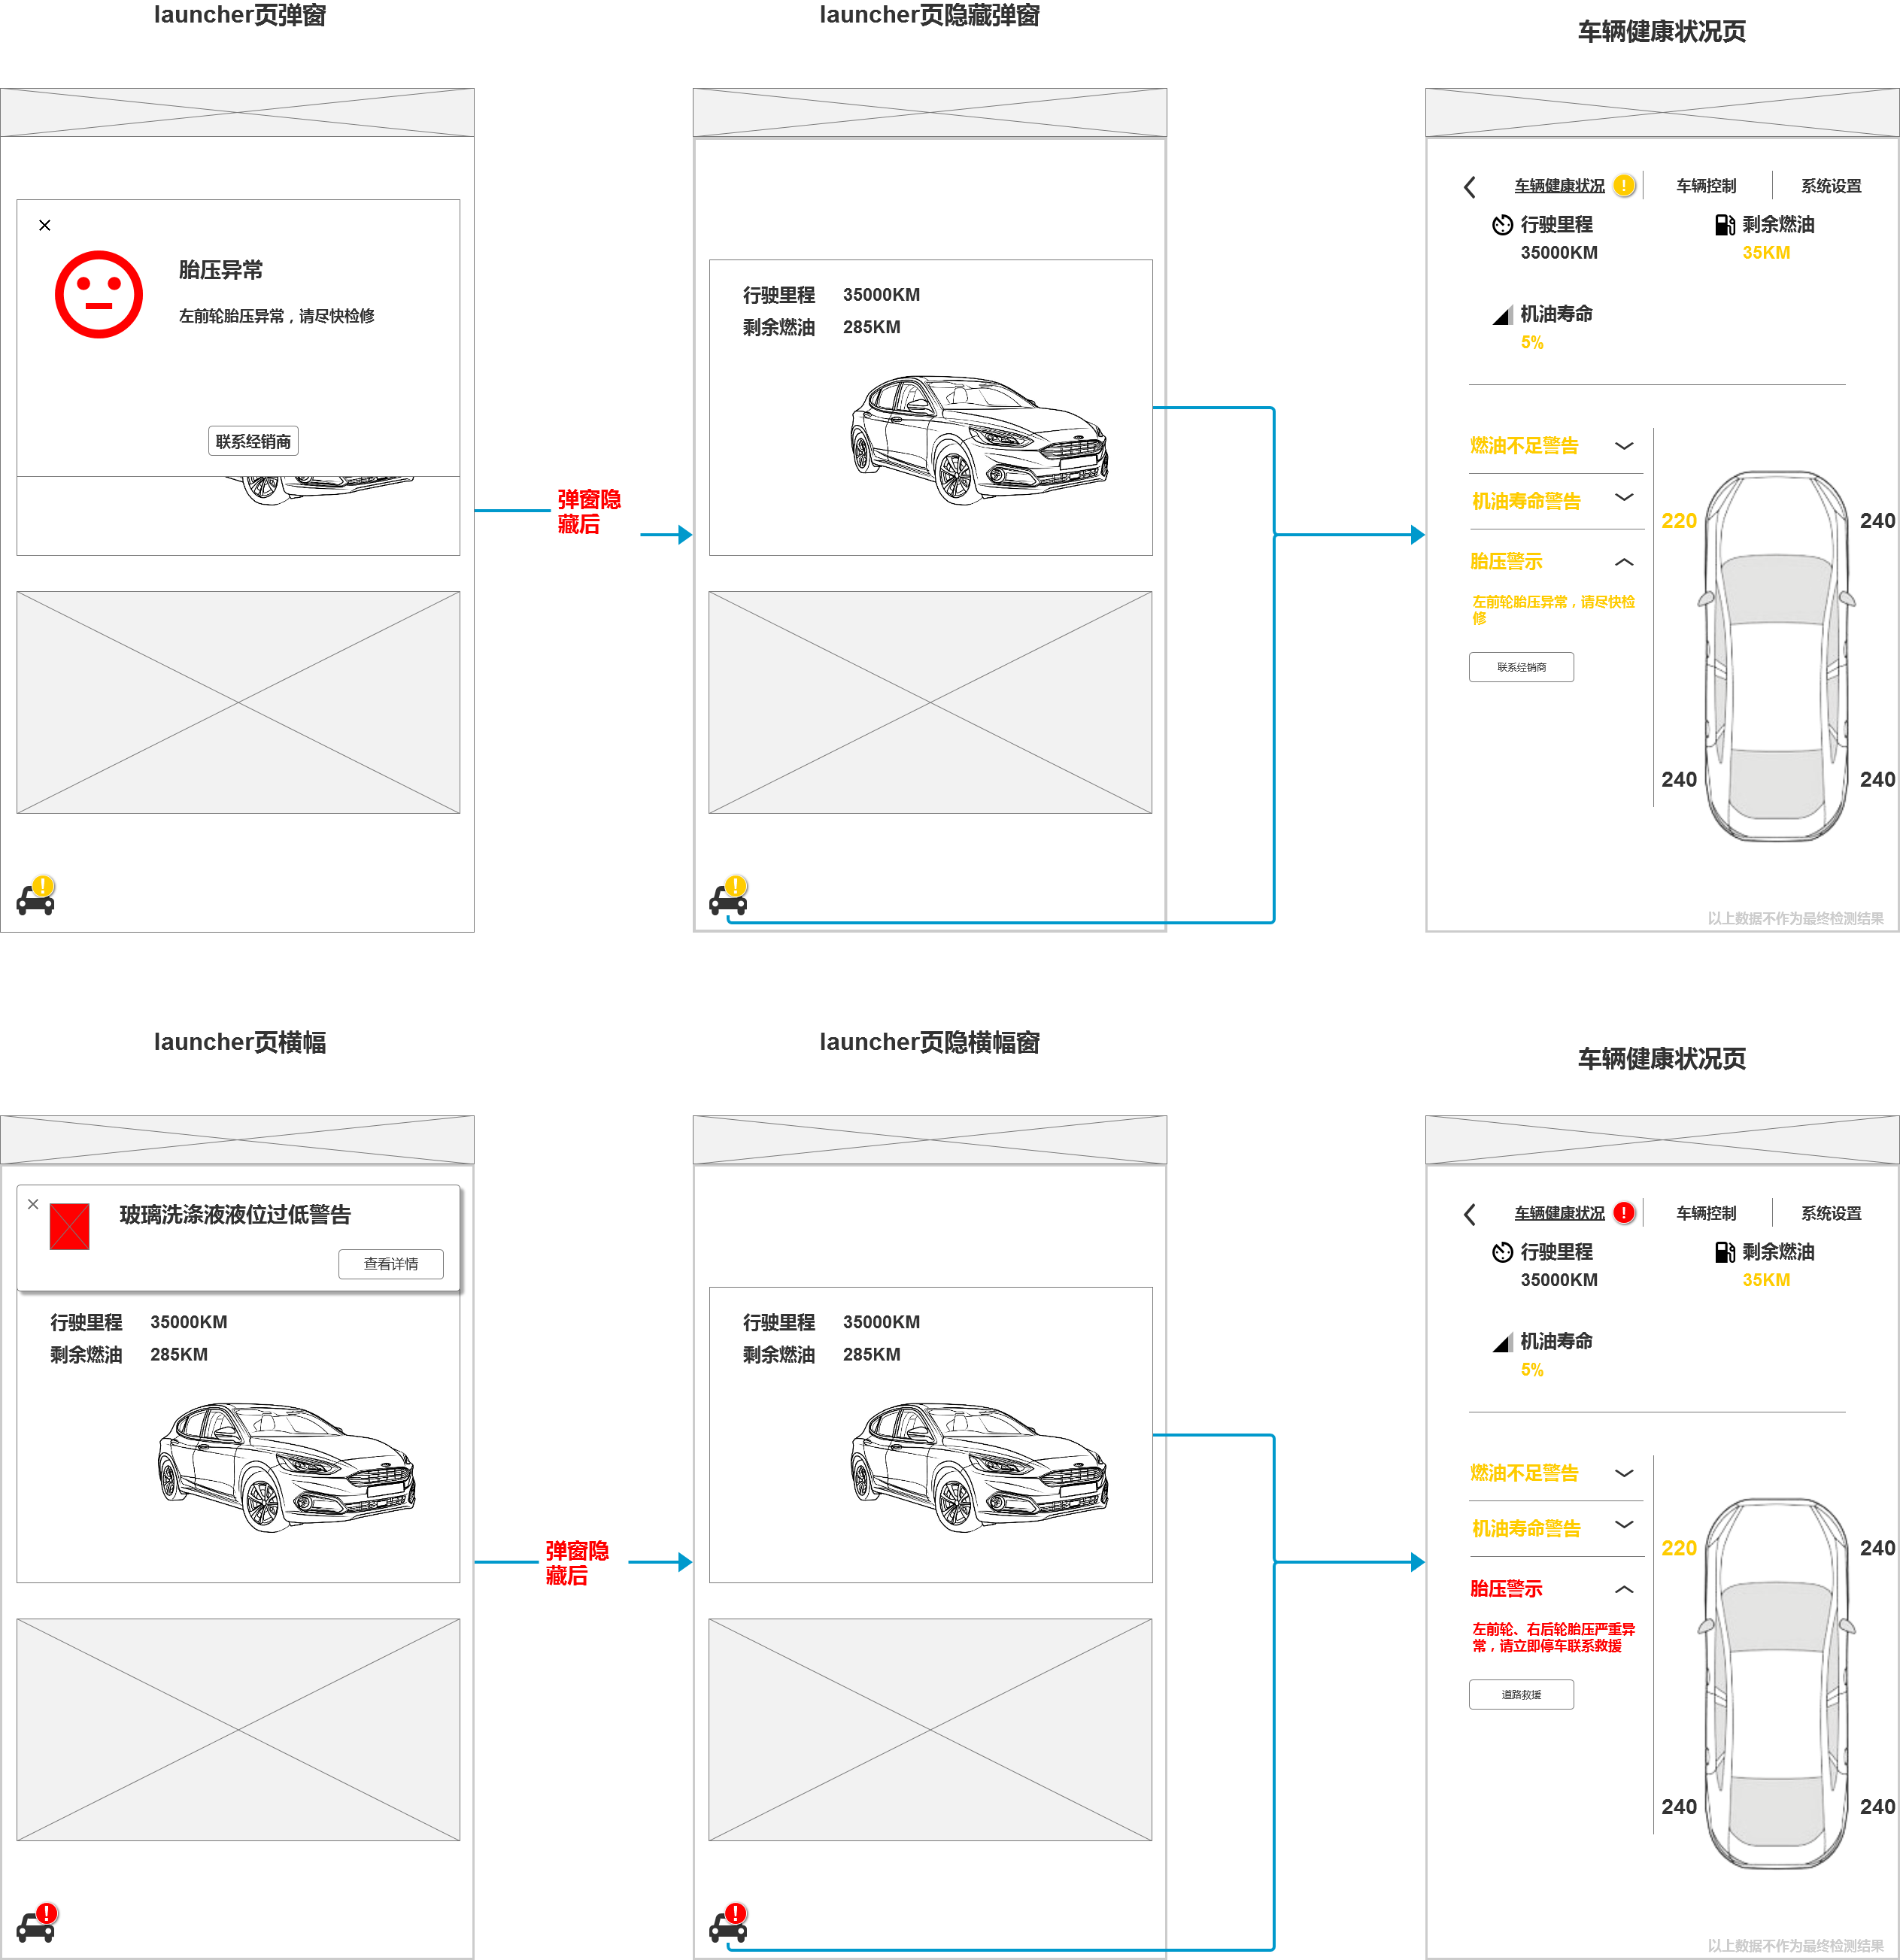 launcher页弹窗
launcher页隐藏弹窗
车辆健康状况页
胎压异常
左前轮胎压异常，请尽快检修
联系经销商
弹窗隐
藏后
行驶里程 35000KM
剩余燃油 285KM
车辆健康状况 ! 车辆控制 系统设置
行驶里程 剩余燃油
35000KM 35KM
机油寿命
5%
燃油不足警告
机油寿命警告
220 240
胎压警示
左前轮胎压异常，请尽快检
修
联系经销商
240 240
!
!
以上数据不作为最终检测结果
launcher页横幅
launcher页隐横幅窗
车辆健康状况页
玻璃洗涤液液位过低警告
查看详情
行驶里程 35000KM
剩余燃油 285KM
弹窗隐
藏后
行驶里程 35000KM
剩余燃油 285KM
车辆健康状况 ! 车辆控制 系统设置
行驶里程 剩余燃油
35000KM 35KM
机油寿命
5%
燃油不足警告
机油寿命警告
220 240
胎压警示
左前轮、右后轮胎压严重异
常，请立即停车联系救援
道路救援
240 240
!
!
以上数据不作为最终检测结果